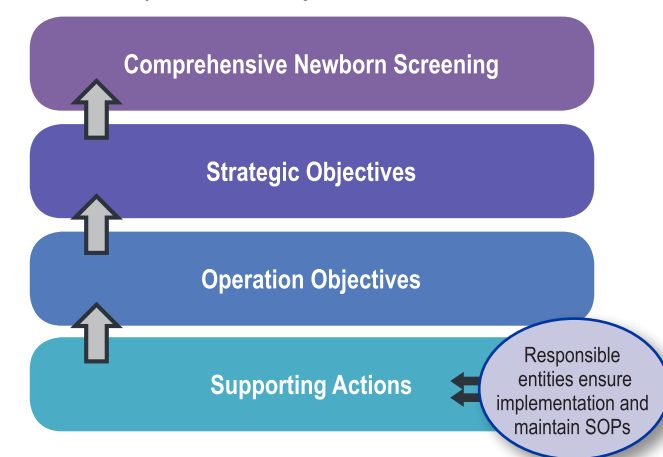 Comprehensive Newborn Screening
Strategic Objectives
Operation Objectives
Supporting Actions
Responsible
entities ensure
implementation and
maintain SOPs